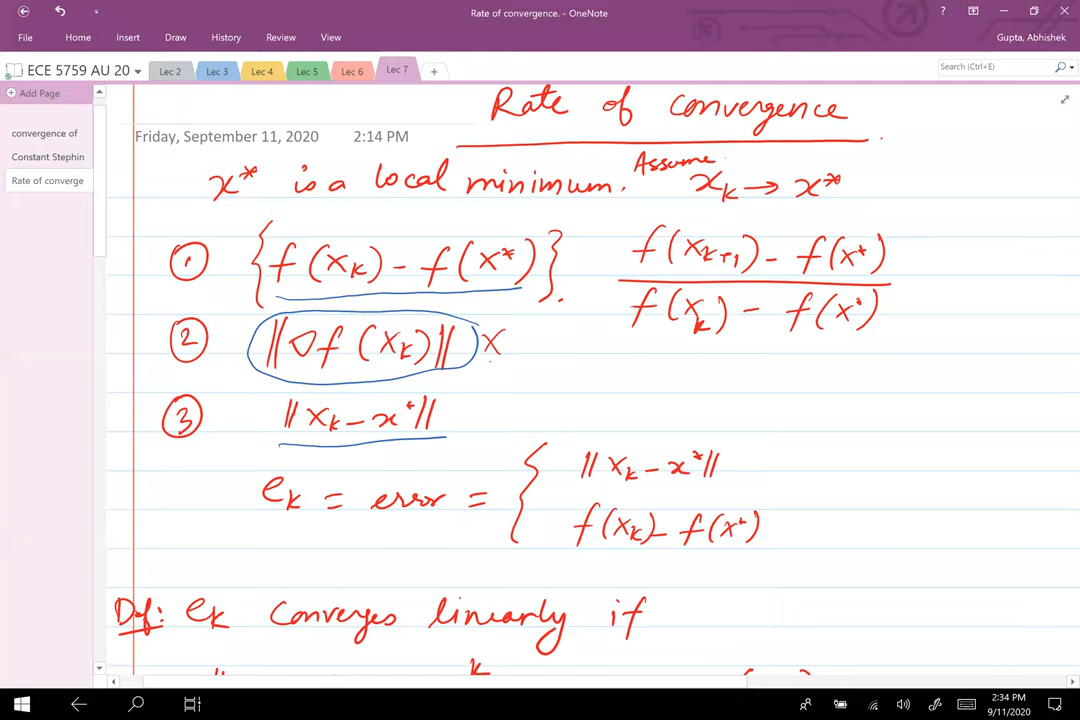 Rate of convergence. - OneNote
?
Gupta, Abhishek
File Home Insert Draw History Review View
ECE 5759 AU 20 Lec 2 Lec 3 Lec 4 Lec 5 Lec 6 Lec 7 + Search (Ctrl+E)
Add Page
convergence of
Constant Stephin
Rate of converge
Rate of convergence
Friday, September 11, 2020 2:14 PM
x* is a local minimum. Assume x_k → x*
① {f(x_k) - f(x*)}. f(x_{k+1}) - f(x*)
f(x_k) - f(x*)
② ||∇f(x_k)|| X
③ ||x_k - x*||
e_k = error = { ||x_k - x*||
f(x_k) - f(x*)
Def: e_k converges linearly if
2:34 PM
9/11/2020